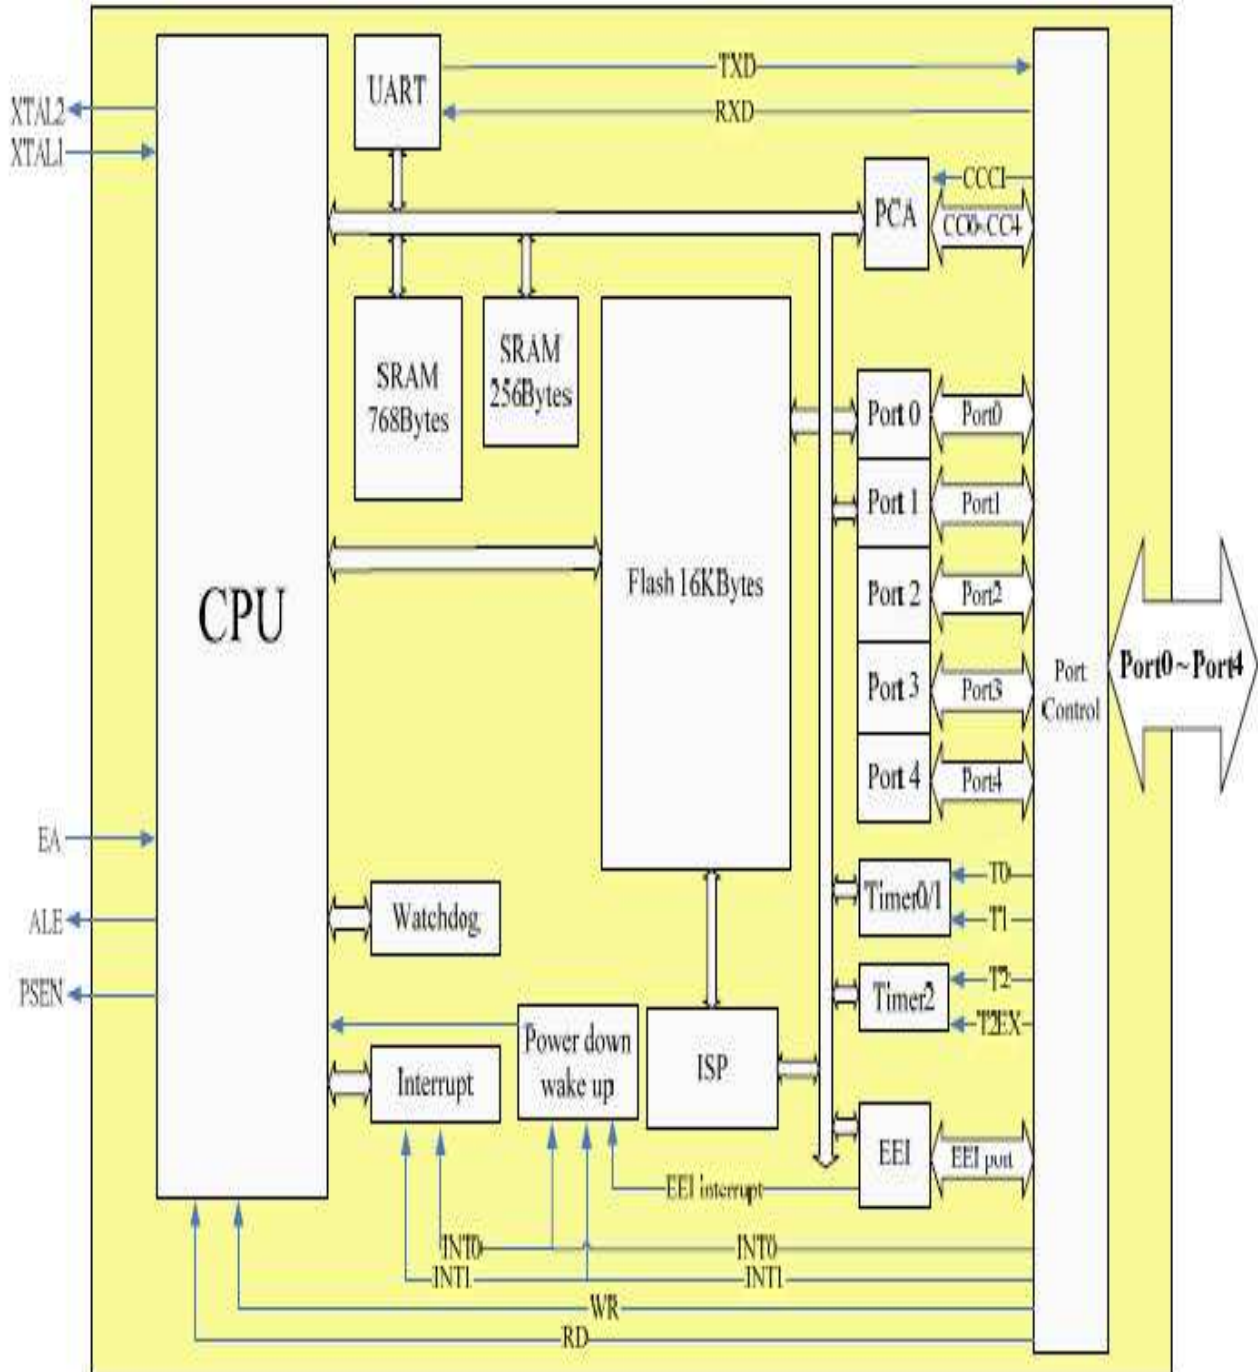 UART
TXD
RXD
XTAL2
XTAL1
PCA
CCCI
CC0~CC4
SRAM
768Bytes
SRAM
256Bytes
Flash 16KBytes
CPU
Port 0
Port0
Port 1
Port1
Port 2
Port2
Port 3
Port3
Port 4
Port4
Port
Control
Port0~Port4
EA
ALE
PSEN
Watchdog
Timer0/1
T0
T1
Timer2
T2
T2EX
Power down
wake up
ISP
Interrupt
EEI
EEI port
EEI interrupt
INT0
INT0
INT1
INT1
WR
RD